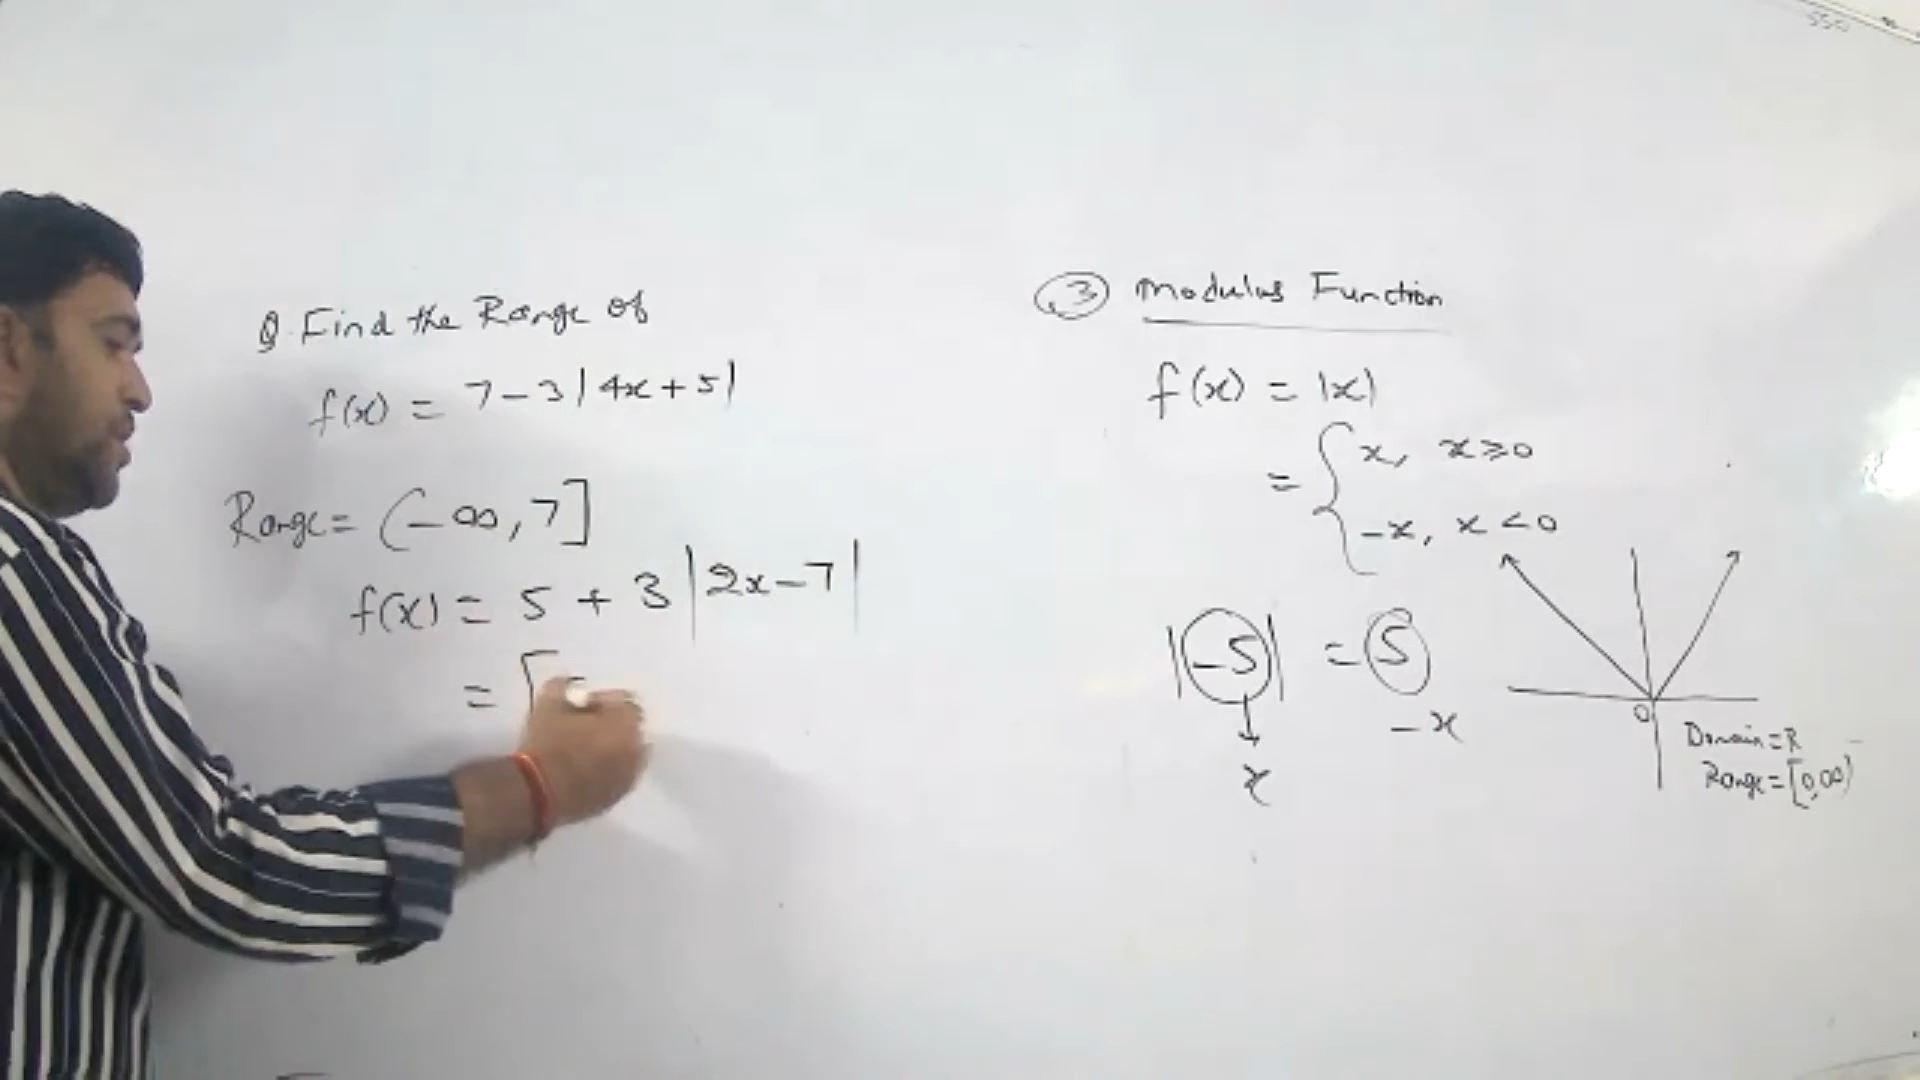 Q. Find the Range of
f(x) = 7-3|4x+5|
Range = (-∞, 7]
f(x) = 5 + 3|2x-7|
= [5
3 Modulus Function
f(x) = |x|
= { x, x≥0
-x, x<0
|-5| = 5
-x
x
0
Domain = R
Range = [0,∞)